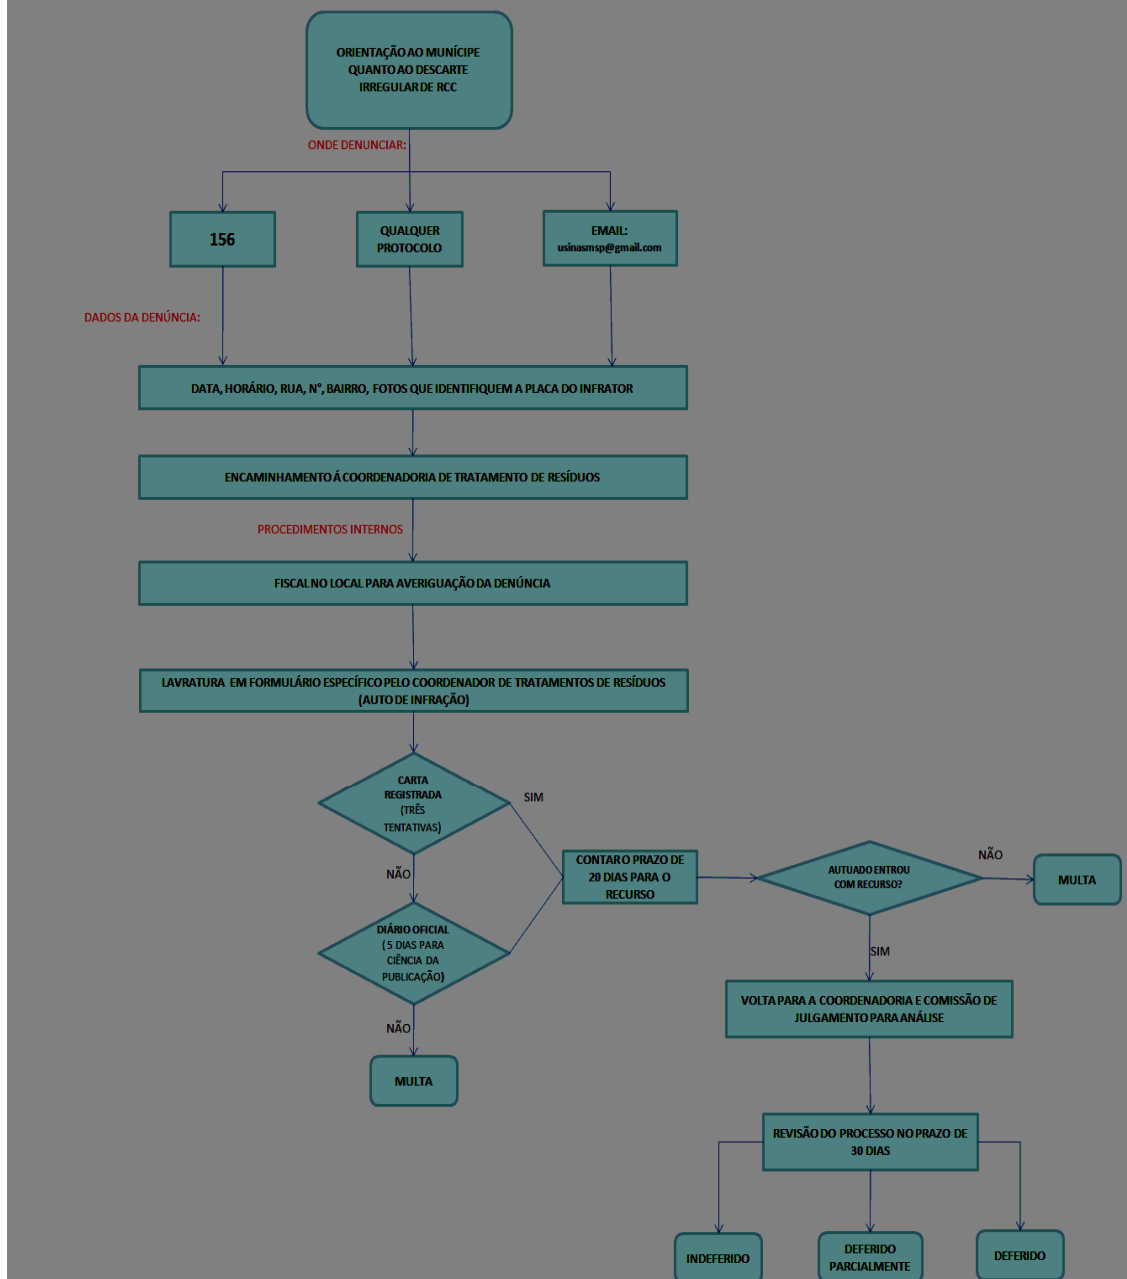 ORIENTAÇÃO AO MUNÍCIPE
QUANTO AO DESCARTE
IRREGULAR DE RCC
ONDE DENUNCIAR:
156
QUALQUER
PROTOCOLO
EMAIL:
usinasmsp@gmail.com
DADOS DA DENÚNCIA:
DATA, HORÁRIO, RUA, N°, BAIRRO, FOTOS QUE IDENTIFIQUEM A PLACA DO INFRATOR
ENCAMINHAMENTO Á COORDENADORIA DE TRATAMENTO DE RESÍDUOS
PROCEDIMENTOS INTERNOS
FISCAL NO LOCAL PARA AVERIGUAÇÃO DA DENÚNCIA
LAVRATURA EM FORMULÁRIO ESPECÍFICO PELO COORDENADOR DE TRATAMENTOS DE RESÍDUOS
(AUTO DE INFRAÇÃO)
CARTA
REGISTRADA
(TRÊS
TENTATIVAS)
SIM
NÃO
DIÁRIO OFICIAL
( 5 DIAS PARA
CIÊNCIA DA
PUBLICAÇÃO)
NÃO
MULTA
CONTAR O PRAZO DE
20 DIAS PARA O
RECURSO
AUTUADO ENTROU
COM RECURSO?
NÃO
MULTA
SIM
VOLTA PARA A COORDENADORIA E COMISSÃO DE
JULGAMENTO PARA ANÁLISE
REVISÃO DO PROCESSO NO PRAZO DE
30 DIAS
INDEFERIDO
DEFERIDO
PARCIALMENTE
DEFERIDO